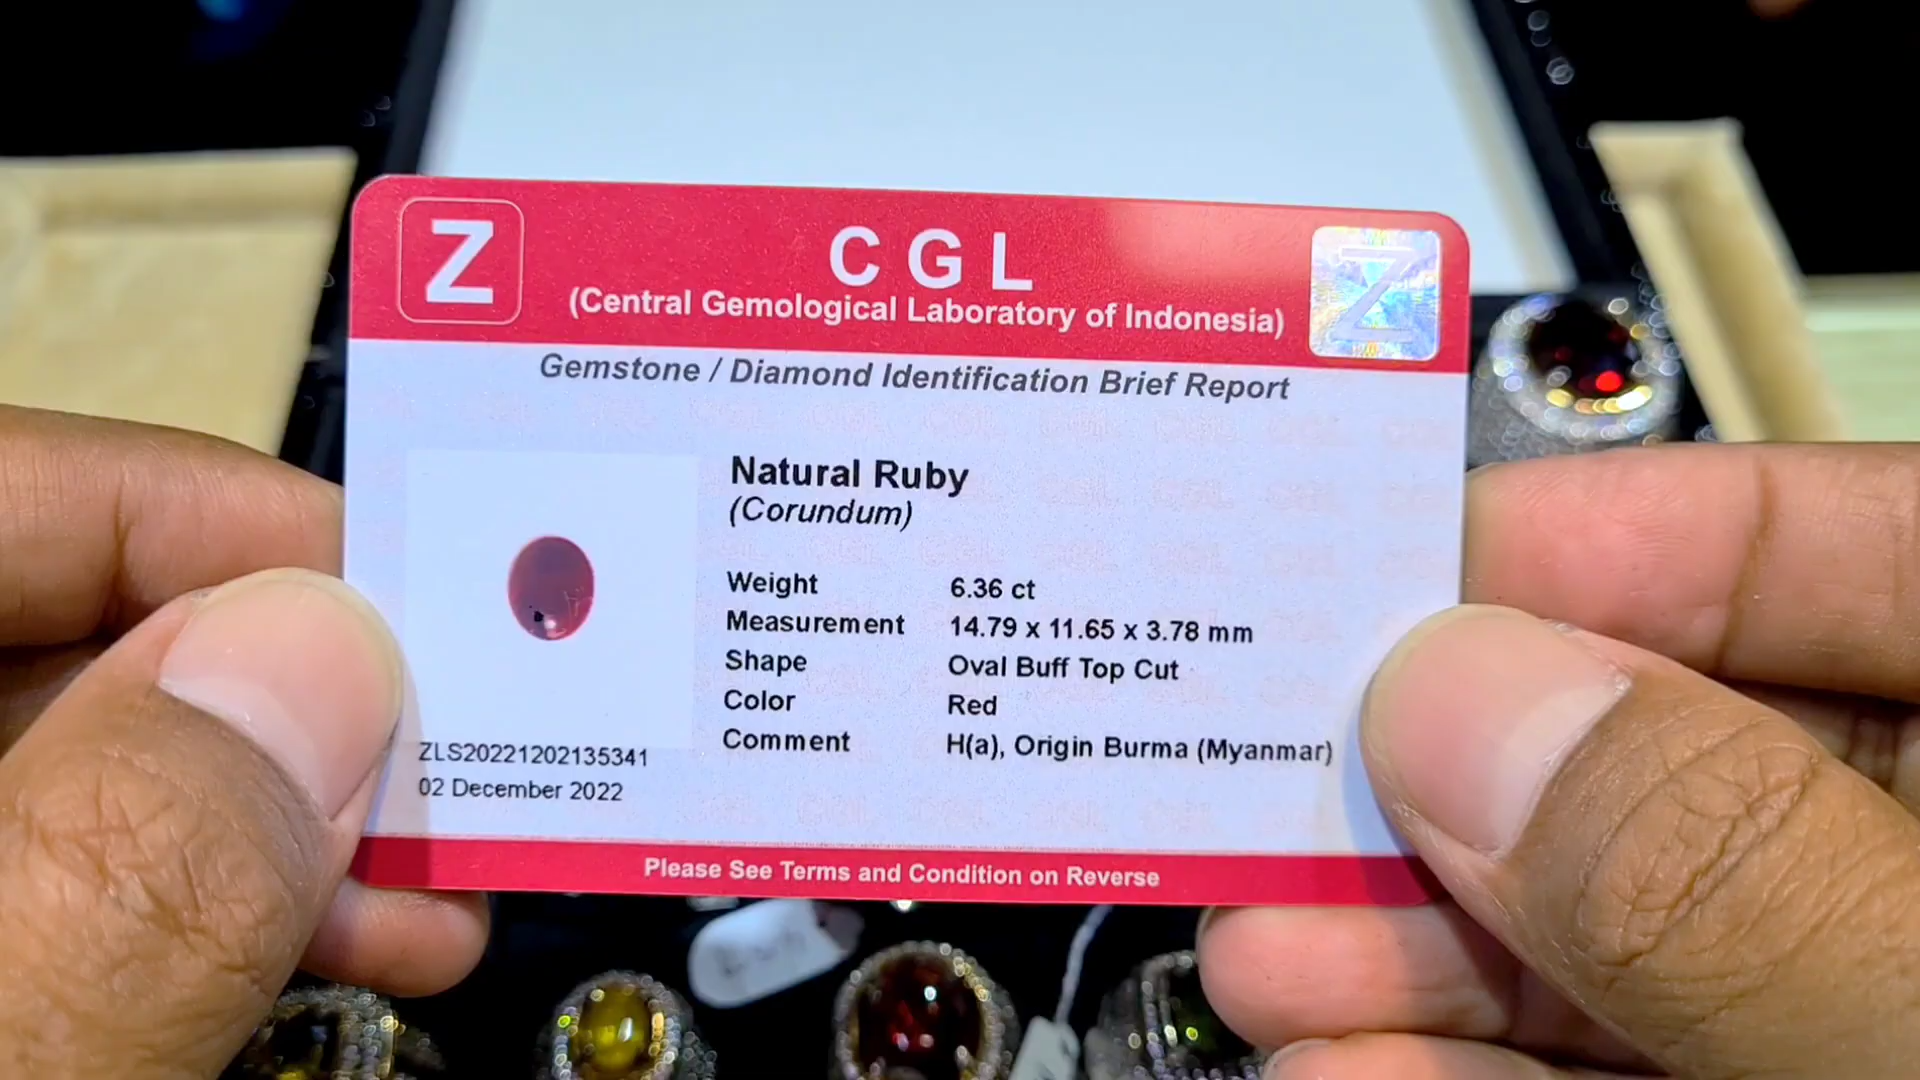 Z
C G L
Z
(Central Gemological Laboratory of Indonesia)
Gemstone / Diamond Identification Brief Report
Natural Ruby
(Corundum)
Weight 6.36 ct
Measurement 14.79 x 11.65 x 3.78 mm
Shape Oval Buff Top Cut
Color Red
Comment H(a), Origin Burma (Myanmar)
ZLS20221202135341
02 December 2022
Please See Terms and Condition on Reverse